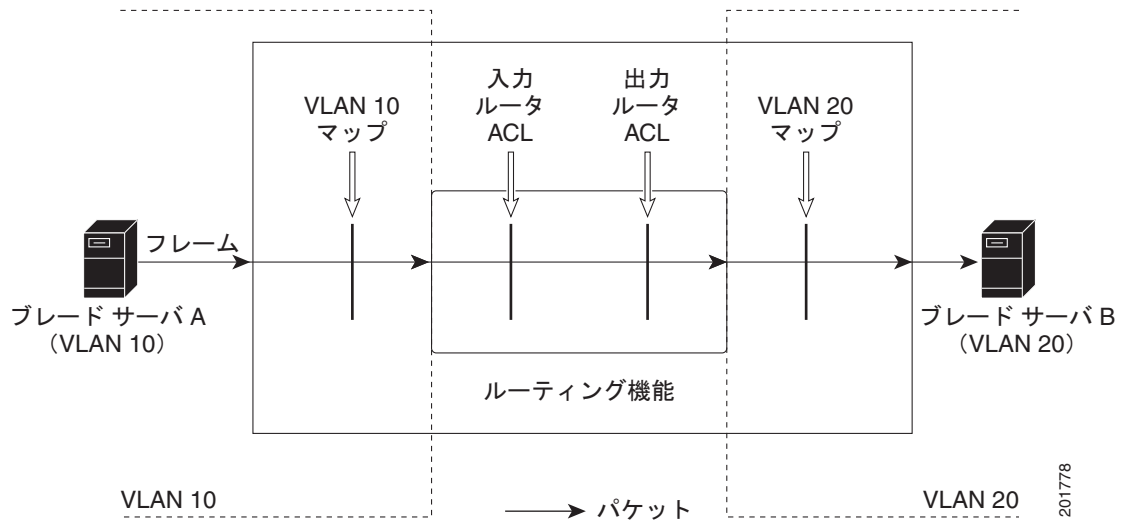 VLAN 10
マップ
入力
ルータ
ACL
出力
ルータ
ACL
VLAN 20
マップ
フレーム
ブレード サーバ A
（VLAN 10）
ブレード サーバ B
（VLAN 20）
ルーティング機能
VLAN 10
パケット
VLAN 20
201778